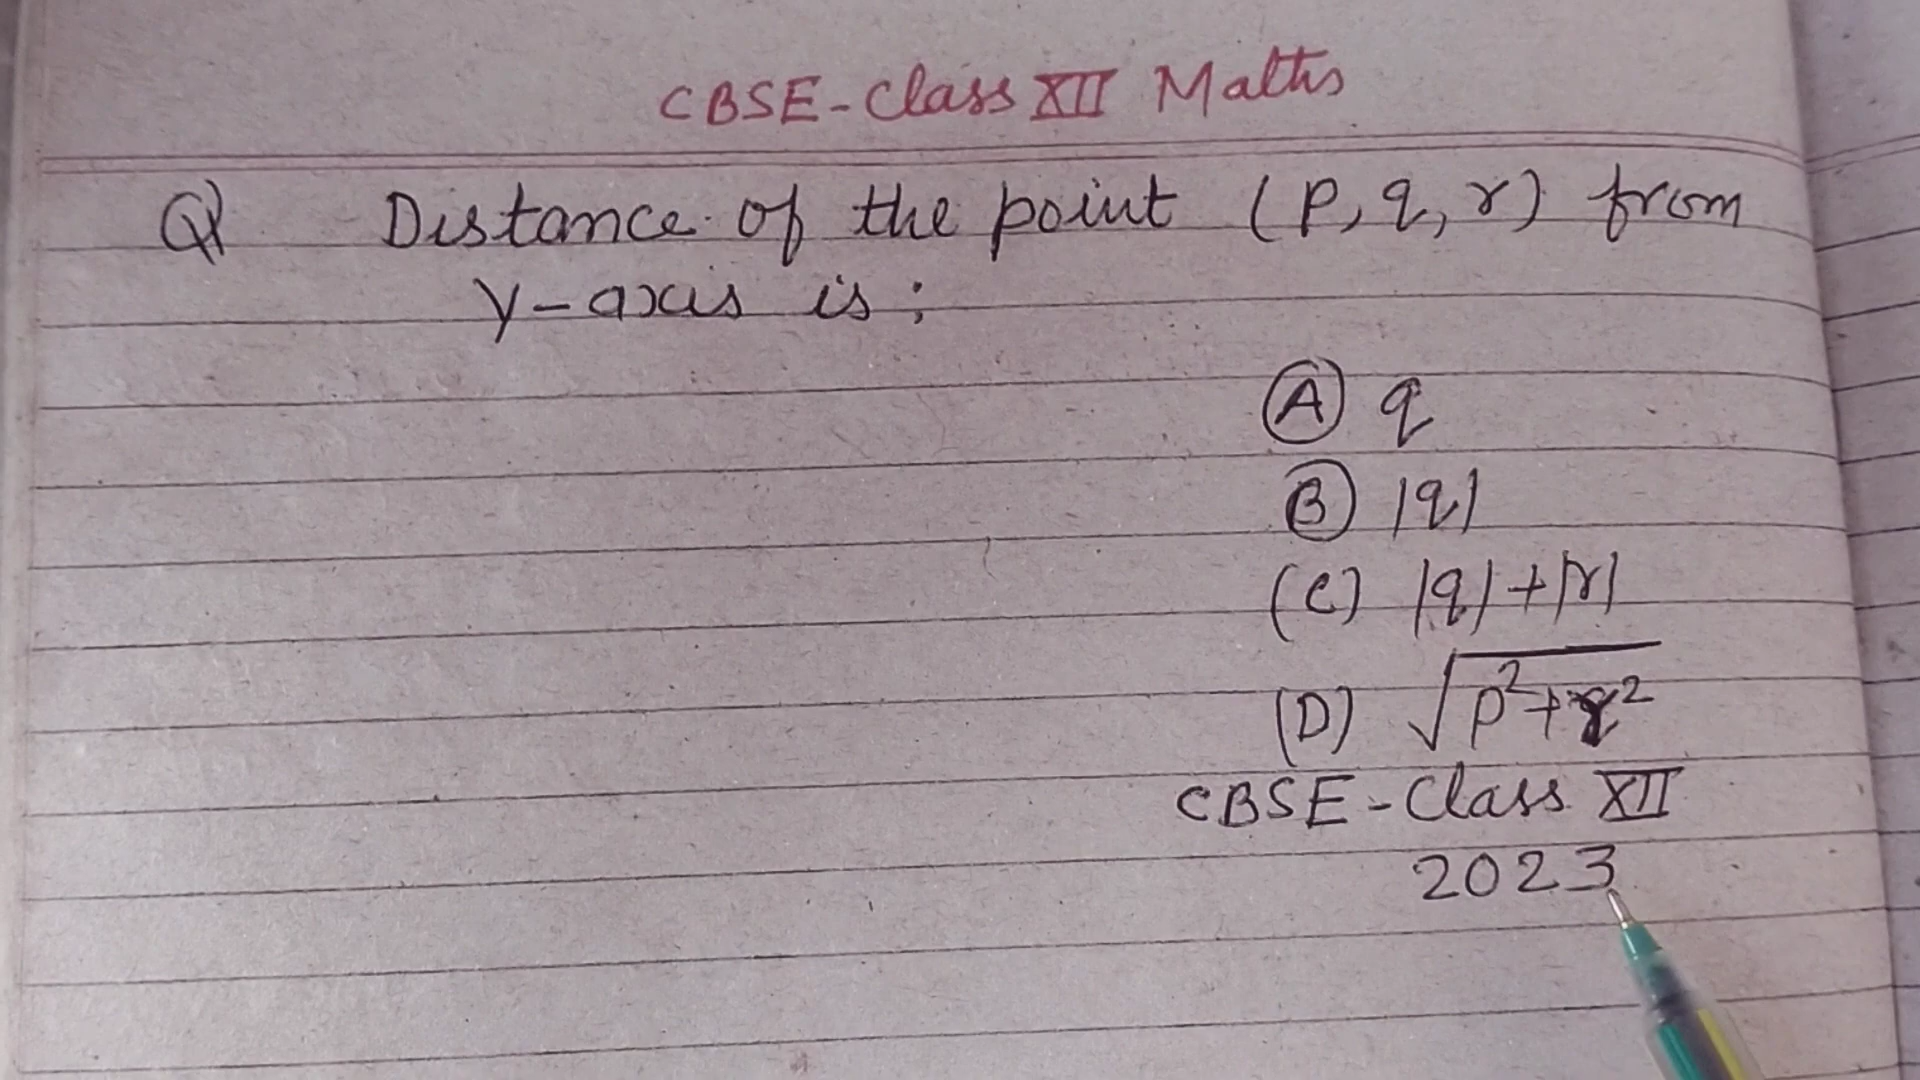 CBSE-Class XII Maths
Q Distance of the point (p, q, r) from
y-axis is;
(A) q
(B) |q|
(C) |q|+|r|
(D) √p²+r²
CBSE-Class XII
2023